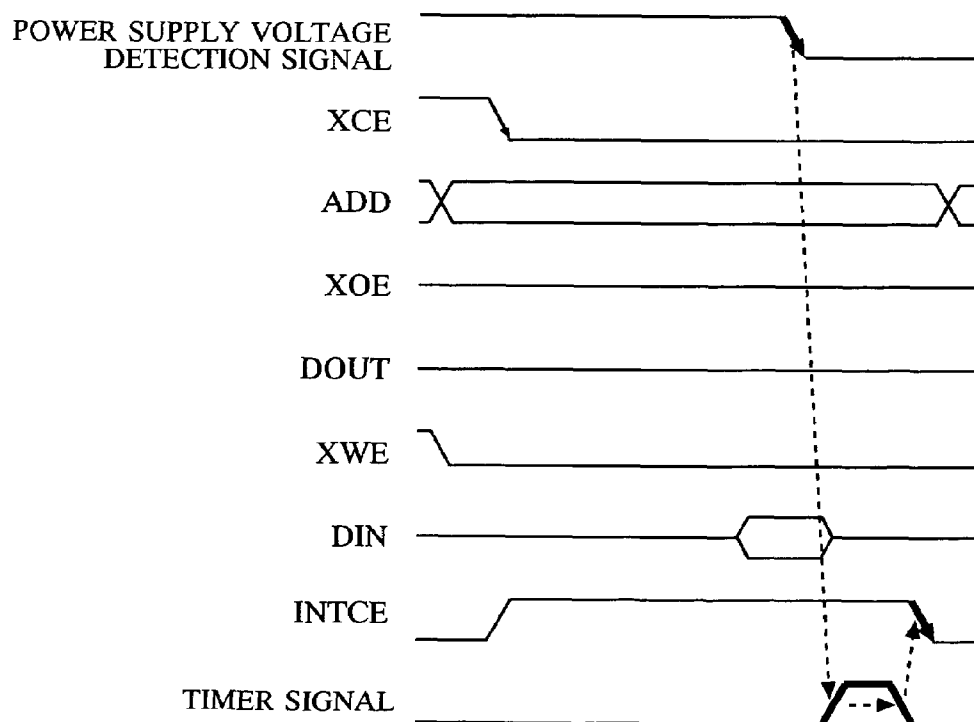 POWER SUPPLY VOLTAGE
DETECTION SIGNAL
XCE
ADD
XOE
DOUT
XWE
DIN
INTCE
TIMER SIGNAL